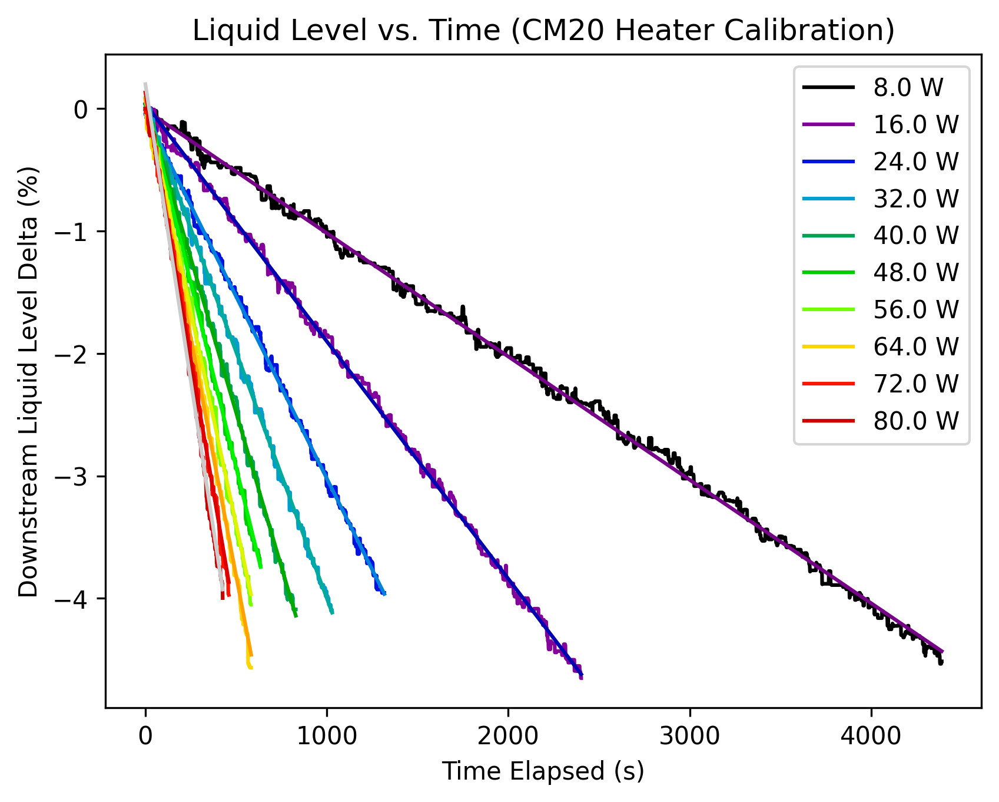 Liquid Level vs. Time (CM20 Heater Calibration)
Downstream Liquid Level Delta (%)
0
−1
−2
−3
−4
8.0 W
16.0 W
24.0 W
32.0 W
40.0 W
48.0 W
56.0 W
64.0 W
72.0 W
80.0 W
0 1000 2000 3000 4000
Time Elapsed (s)